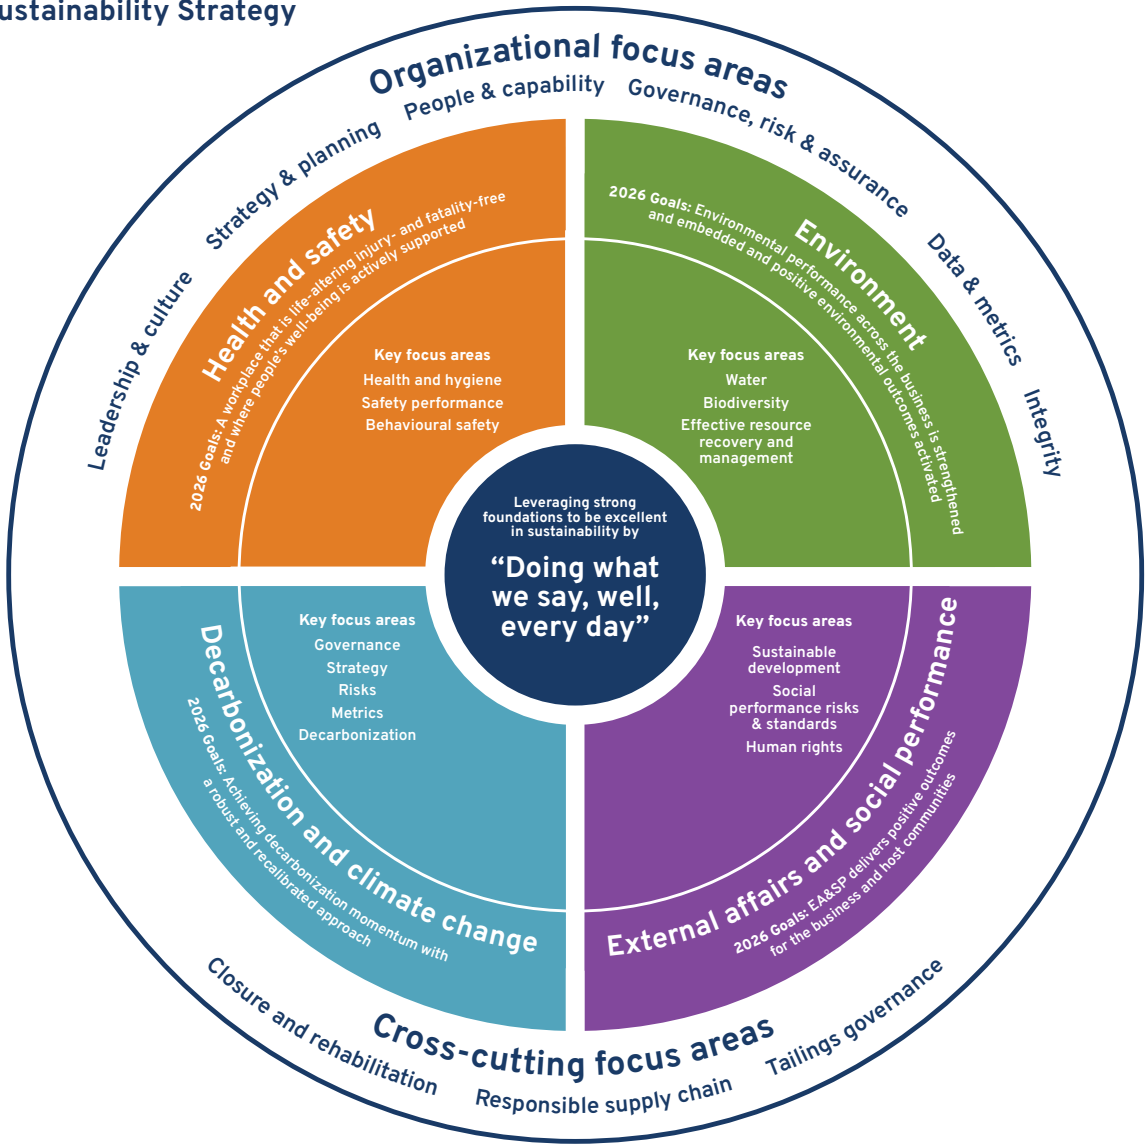 ustainability Strategy
Organizational focus areas
Leadership & culture
Strategy & planning
People & capability
Governance, risk & assurance
Data & metrics
Integrity
Health and safety
2026 Goals: A workplace that is life-altering injury- and fatality-free
and where people's well-being is actively supported
Key focus areas
Health and hygiene
Safety performance
Behavioural safety
Environment
2026 Goals: Environmental performance across the business is strengthened
and embedded and positive environmental outcomes activated
Key focus areas
Water
Biodiversity
Effective resource
recovery and
management
Leveraging strong
foundations to be excellent
in sustainability by
“Doing what
we say, well,
every day”
Decarbonization and climate change
2026 Goals: Achieving decarbonization momentum with
a robust and recalibrated approach
Key focus areas
Governance
Strategy
Risks
Metrics
Decarbonization
External affairs and social performance
2026 Goals: EA&SP delivers positive outcomes
for the business and host communities
Key focus areas
Sustainable
development
Social
performance risks
& standards
Human rights
Cross-cutting focus areas
Closure and rehabilitation
Responsible supply chain
Tailings governance